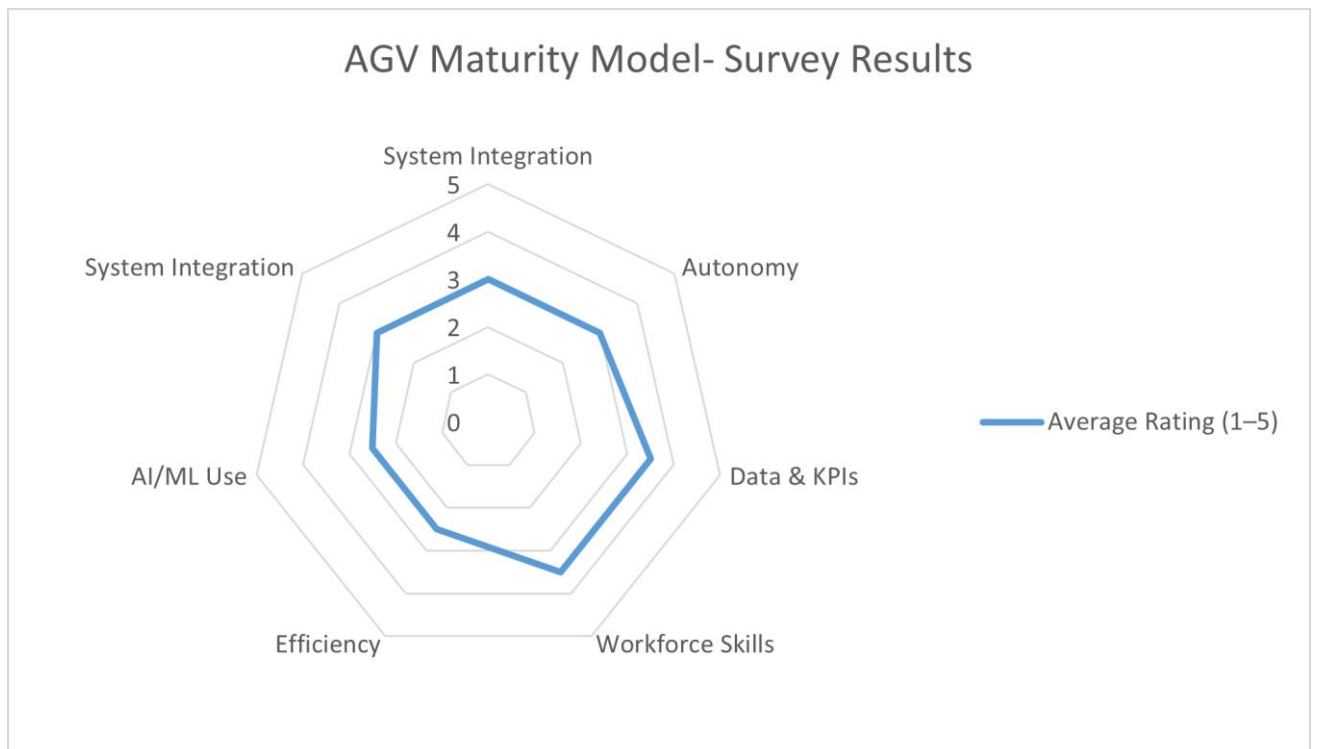 AGV Maturity Model- Survey Results
System Integration
5
4
3
2
1
0
System Integration
Autonomy
AI/ML Use
Data & KPIs
Efficiency
Workforce Skills
Average Rating (1–5)